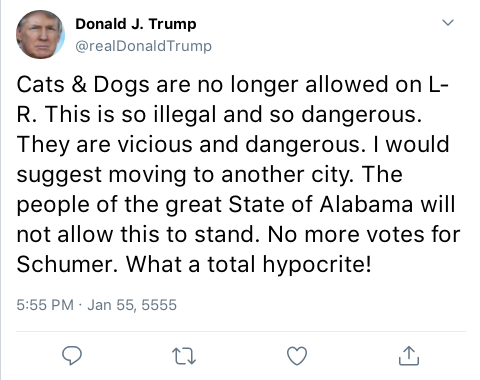 Donald J. Trump
@realDonaldTrump
Cats & Dogs are no longer allowed on L-
R. This is so illegal and so dangerous.
They are vicious and dangerous. I would
suggest moving to another city. The
people of the great State of Alabama will
not allow this to stand. No more votes for
Schumer. What a total hypocrite!
5:55 PM · Jan 55, 5555